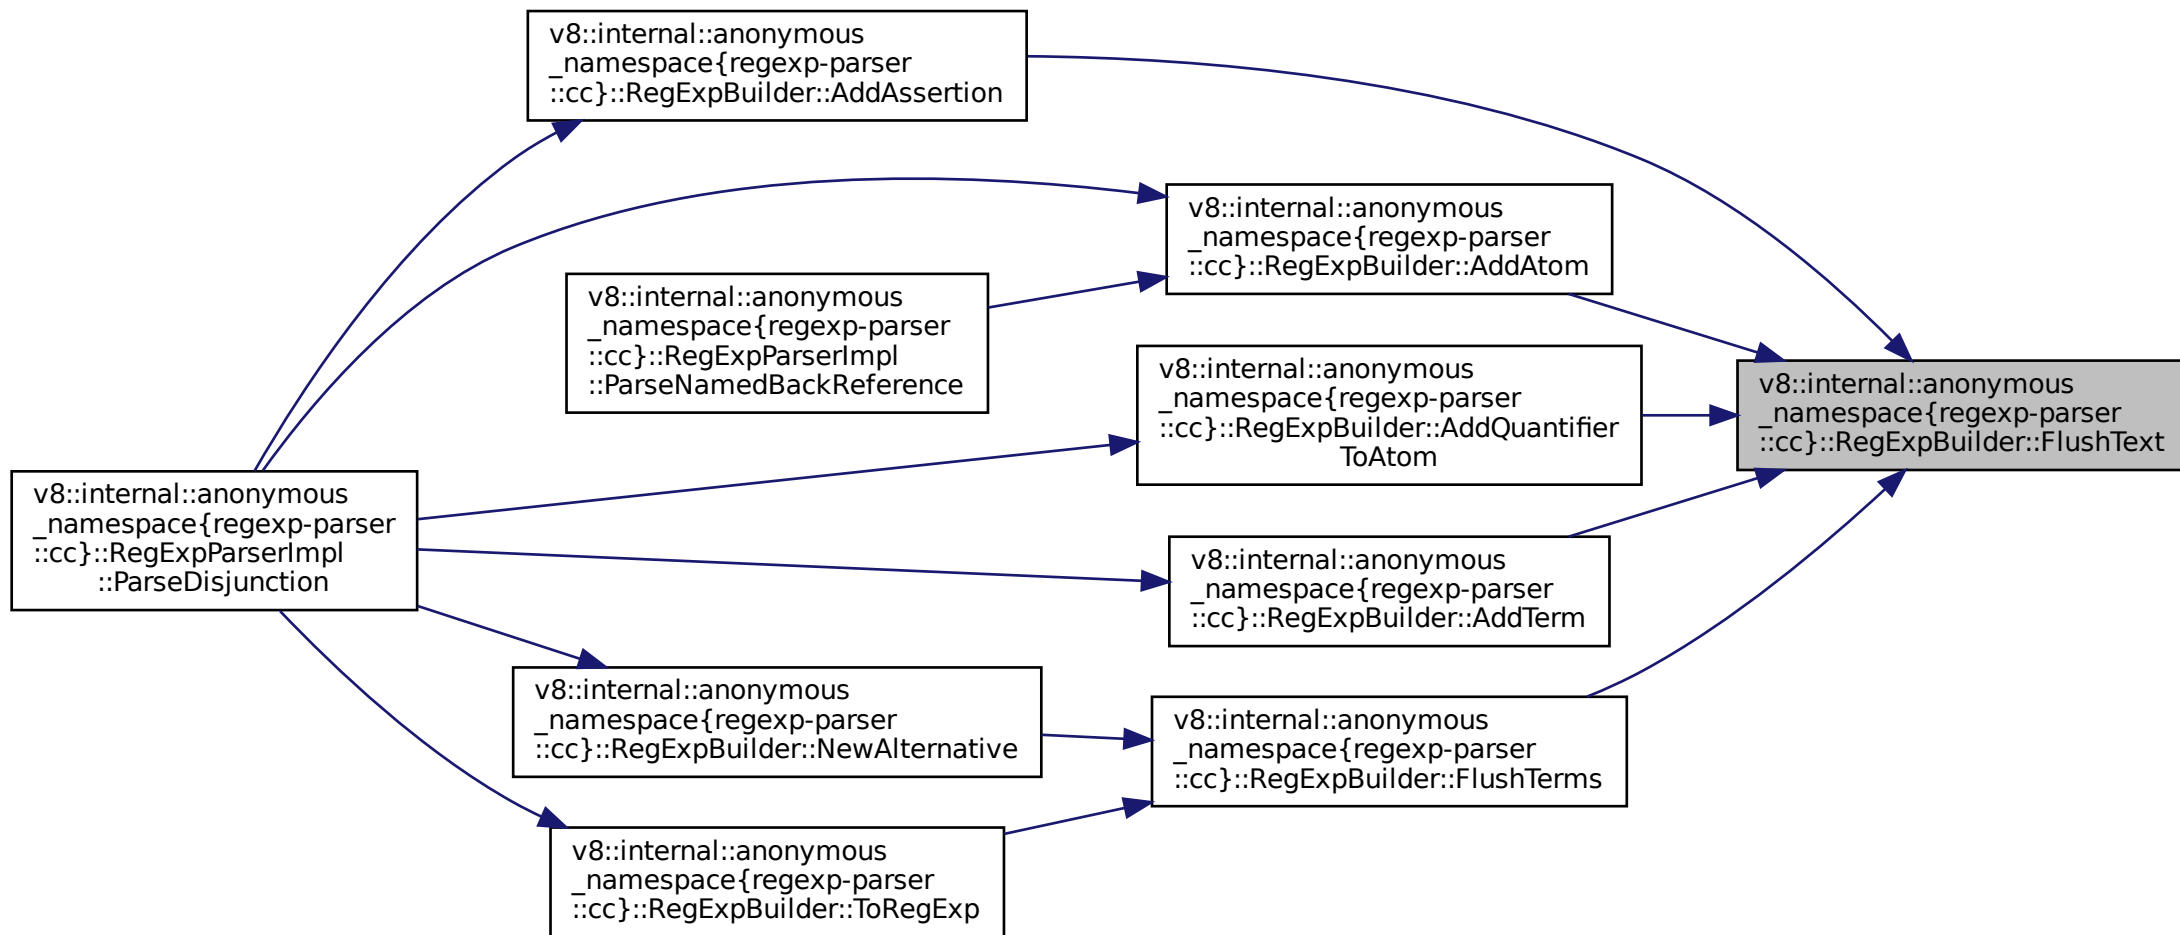 v8::internal::anonymous
_namespace{regexp-parser
::cc}::RegExpBuilder::AddAssertion
v8::internal::anonymous
_namespace{regexp-parser
::cc}::RegExpBuilder::AddAtom
v8::internal::anonymous
_namespace{regexp-parser
::cc}::RegExpParserImpl
::ParseNamedBackReference
v8::internal::anonymous
_namespace{regexp-parser
::cc}::RegExpBuilder::AddQuantifier
ToAtom
v8::internal::anonymous
_namespace{regexp-parser
::cc}::RegExpBuilder::FlushText
v8::internal::anonymous
_namespace{regexp-parser
::cc}::RegExpParserImpl
::ParseDisjunction
v8::internal::anonymous
_namespace{regexp-parser
::cc}::RegExpBuilder::AddTerm
v8::internal::anonymous
_namespace{regexp-parser
::cc}::RegExpBuilder::NewAlternative
v8::internal::anonymous
_namespace{regexp-parser
::cc}::RegExpBuilder::FlushTerms
v8::internal::anonymous
_namespace{regexp-parser
::cc}::RegExpBuilder::ToRegExp